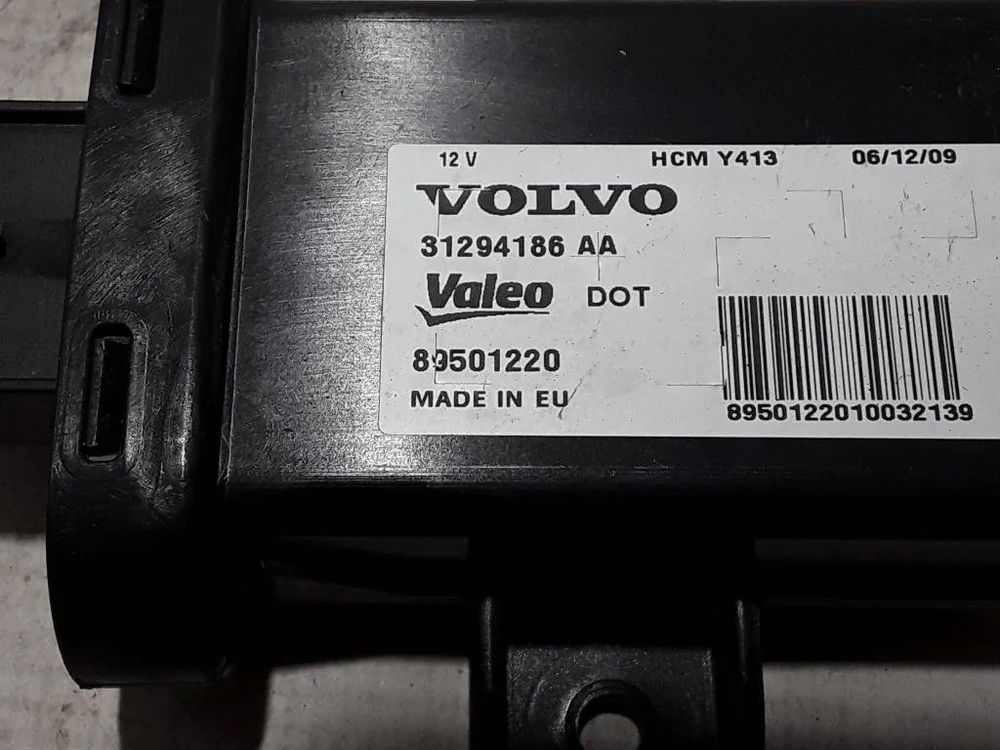 12 V HCM Y413 06/12/09
VOLVO
31294186 AA
Valeo DOT
89501220
MADE IN EU
8950122010032139